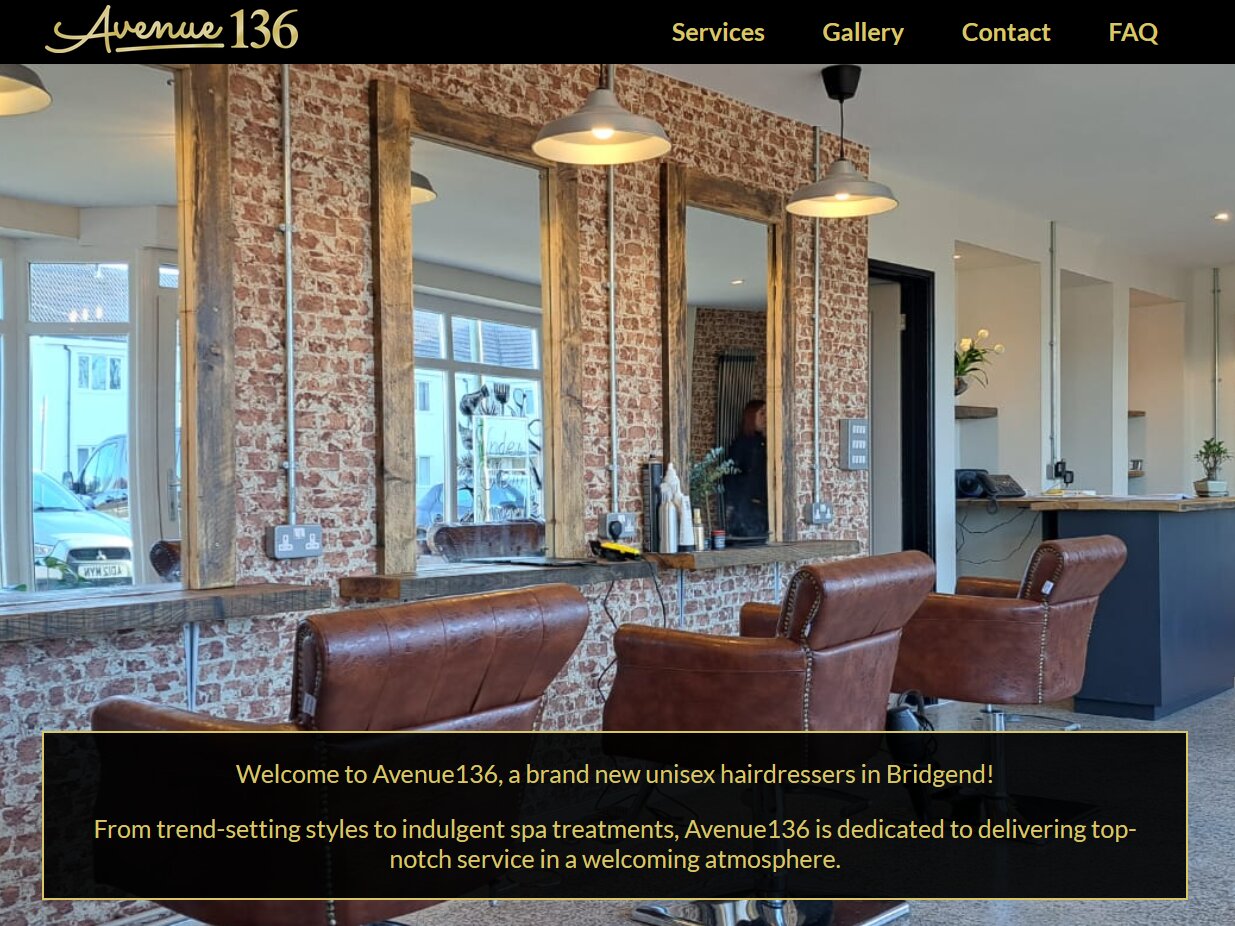 Avenue 136
Services
Gallery
Contact
FAQ
Welcome to Avenue136, a brand new unisex hairdressers in Bridgend!
From trend-setting styles to indulgent spa treatments, Avenue136 is dedicated to delivering top-
notch service in a welcoming atmosphere.